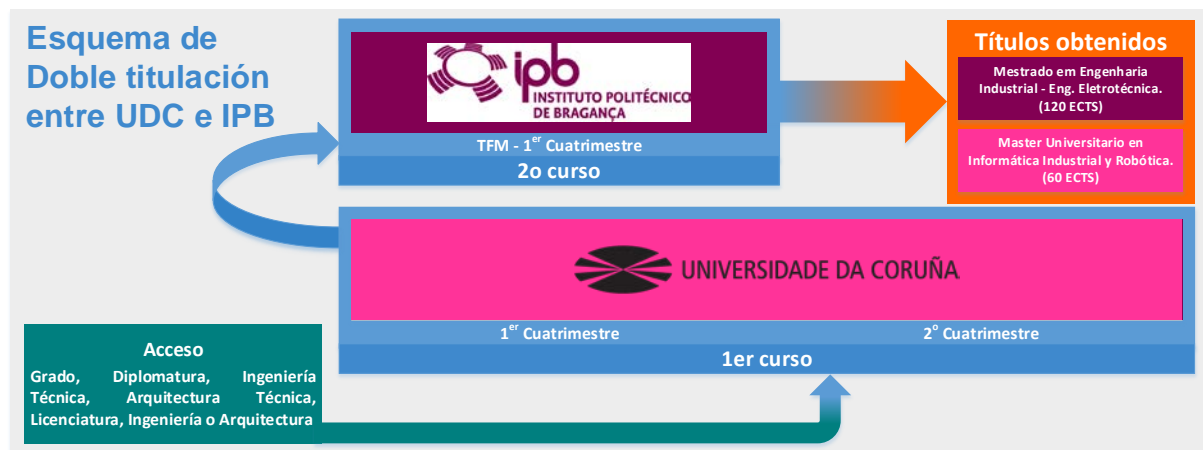 Esquema de
Doble titulación
entre UDC e IPB
ipb
INSTITUTO POLITÉCNICO
DE BRAGANÇA
TFM - 1er Cuatrimestre
2o curso
Títulos obtenidos
Mestrado em Engenharia
Industrial - Eng. Eletrotécnica.
(120 ECTS)
Master Universitario en
Informática Industrial y Robótica.
(60 ECTS)
UNIVERSIDADE DA CORUÑA
1er Cuatrimestre
2º Cuatrimestre
1er curso
Acceso
Grado, Diplomatura, Ingeniería
Técnica, Arquitectura Técnica,
Licenciatura, Ingeniería o Arquitectura